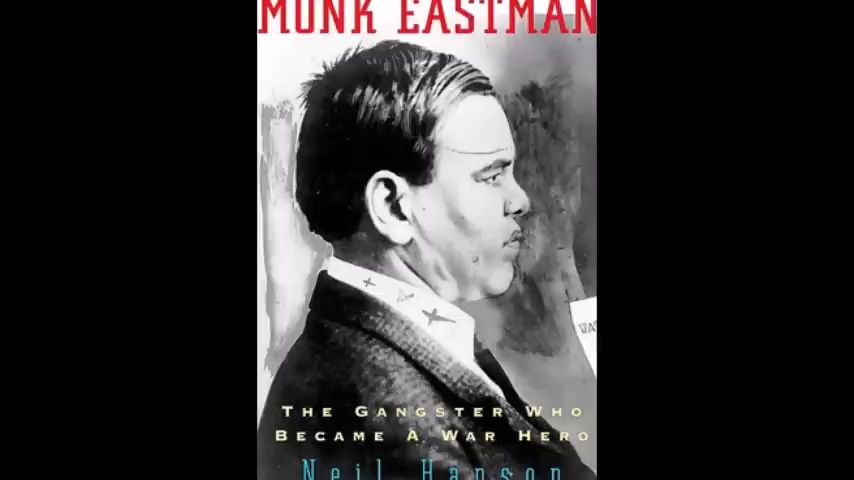 MONK EASTMAN
THE GANGSTER WHO
BECAME A WAR HERO
Neil Hanson